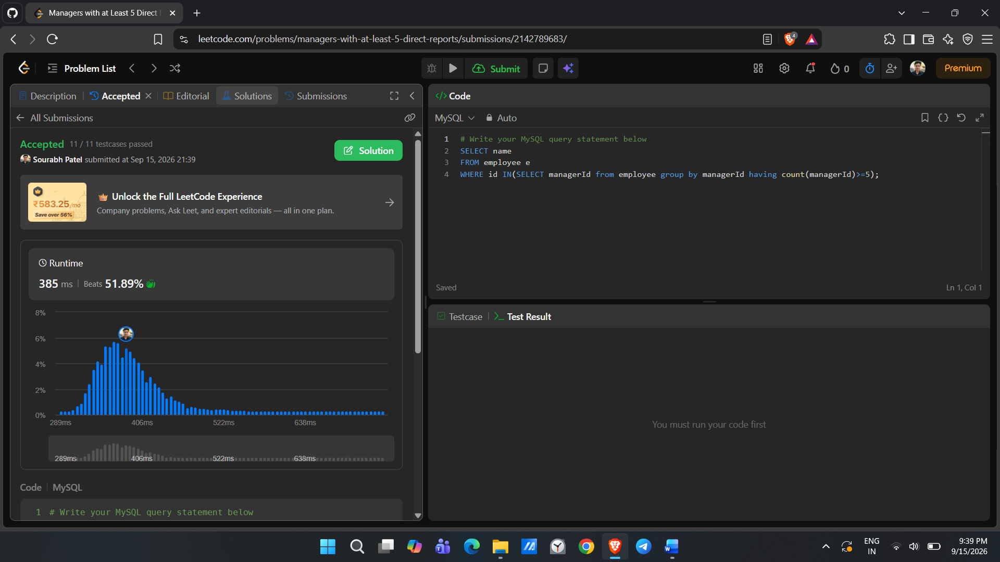 Managers with at Least 5 Direct
leetcode.com/problems/managers-with-at-least-5-direct-reports/submissions/2142789683/
4
Problem List
Submit
0
Premium
Description
Accepted
Editorial
Solutions
Submissions
All Submissions
Accepted 11 / 11 testcases passed
Sourabh Patel submitted at Sep 15, 2026 21:39
Solution
₹583.25/mo
Save over 56%
Unlock the Full LeetCode Experience
Company problems, Ask Leet, and expert editorials — all in one plan.
Runtime
385 ms | Beats 51.89%
8%
6%
4%
2%
0%
289ms 406ms 522ms 638ms
289ms 406ms 522ms 638ms
Code | MySQL
1 # Write your MySQL query statement below
</> Code
MySQL Auto
1 # Write your MySQL query statement below
2 SELECT name
3 FROM employee e
4 WHERE id IN(SELECT managerId from employee group by managerId having count(managerId)>=5);
Saved
Ln 1, Col 1
Testcase | Test Result
You must run your code first
ENG
IN
9:39 PM
9/15/2026